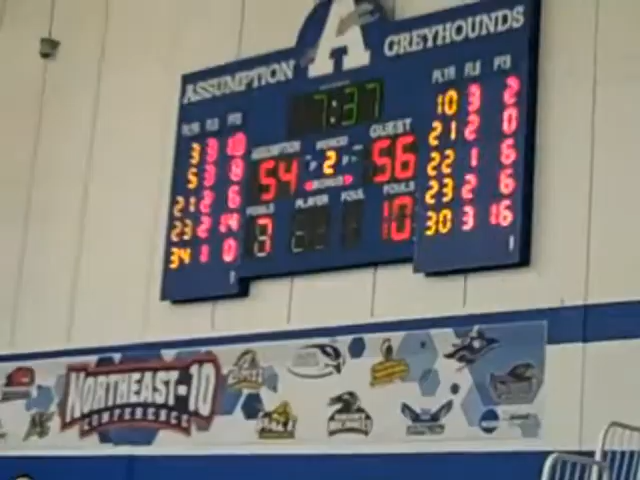 A
ASSUMPTION GREYHOUNDS
7:37
PLYR FLS PTS
PLYR FLS PTS
ASSUMPTION PERIOD GUEST
54 2 56
BONUS
FOULS PLAYER FOUL FOULS
7 10
3 3 10
5 3 8
21 2 6
23 2 14
34 1 0
10 3 2
21 2 0
22 1 6
23 2 6
30 3 16
NORTHEAST-10
CONFERENCE